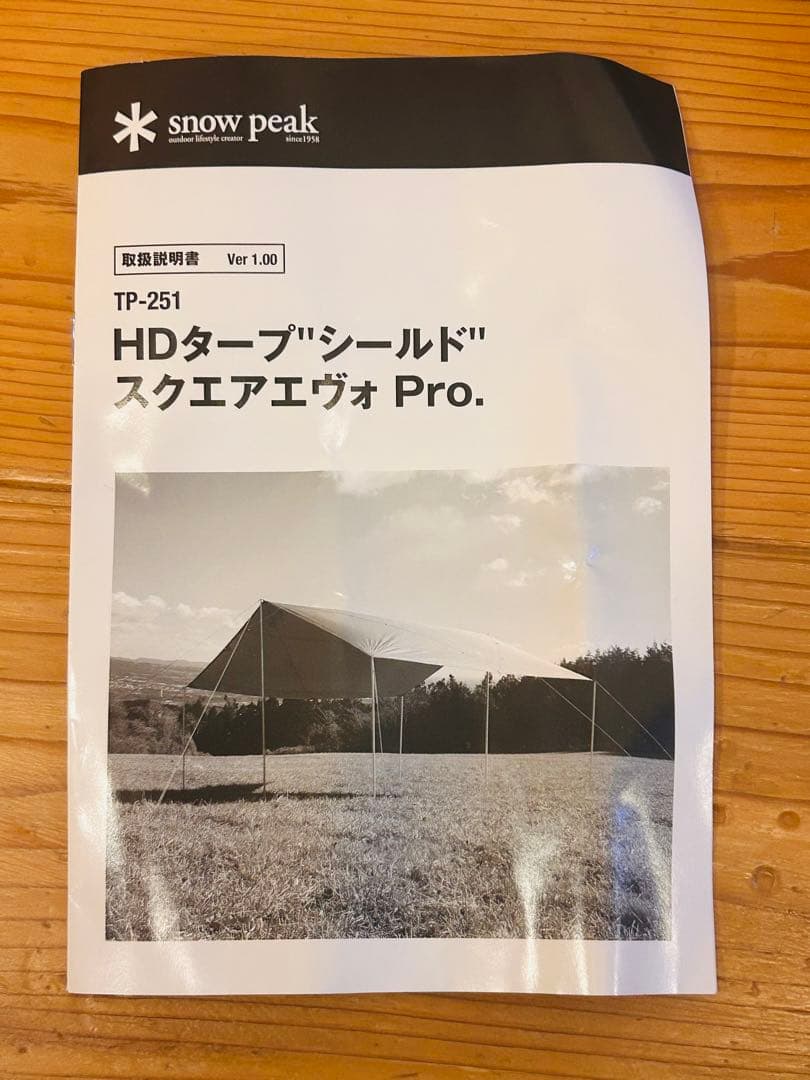 snow peak
outdoor lifestyle creator since1958
取扱説明書 Ver 1.00
TP-251
HDタープ"シールド"
スクエアエヴォ Pro.